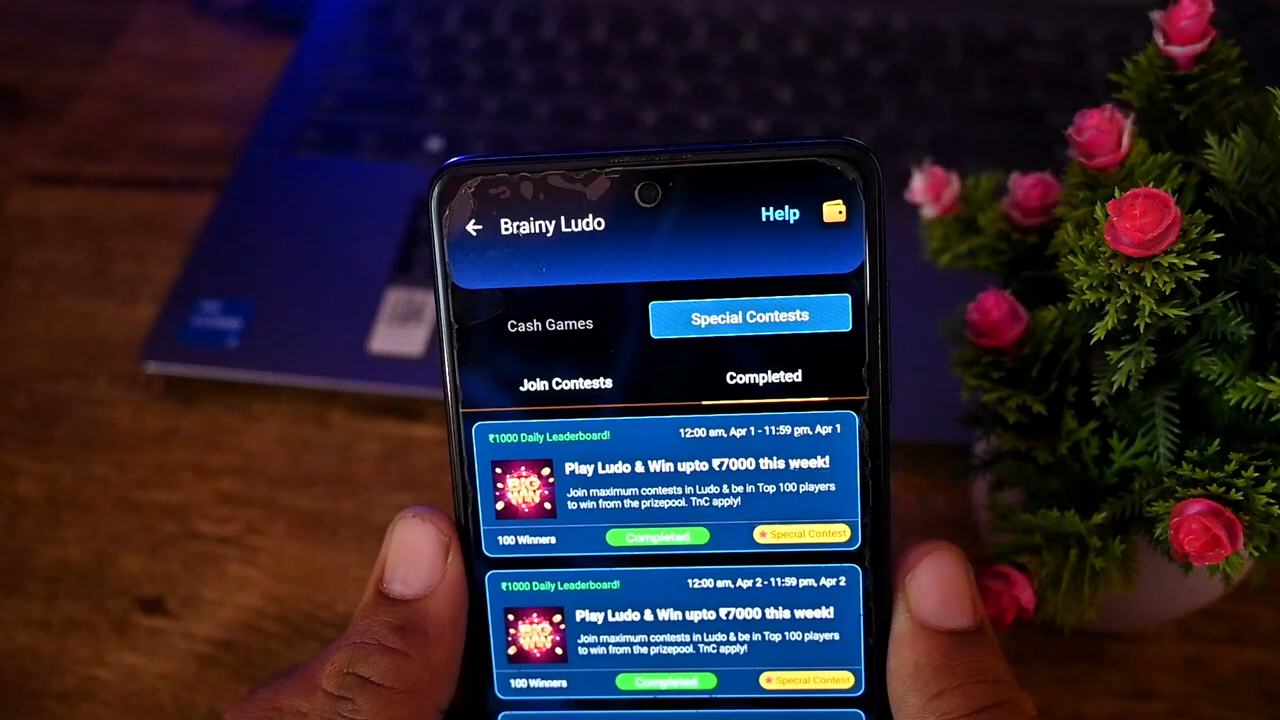 Brainy Ludo
Help
Cash Games
Special Contests
Join Contests
Completed
₹1000 Daily Leaderboard!
12:00 am, Apr 1 - 11:59 pm, Apr 1
BIG
WIN
Play Ludo & Win upto ₹7000 this week!
Join maximum contests in Ludo & be in Top 100 players
to win from the prizepool. TnC apply!
100 Winners
Completed
Special Contest
₹1000 Daily Leaderboard!
12:00 am, Apr 2 - 11:59 pm, Apr 2
BIG
WIN
Play Ludo & Win upto ₹7000 this week!
Join maximum contests in Ludo & be in Top 100 players
to win from the prizepool. TnC apply!
100 Winners
Completed
Special Contest